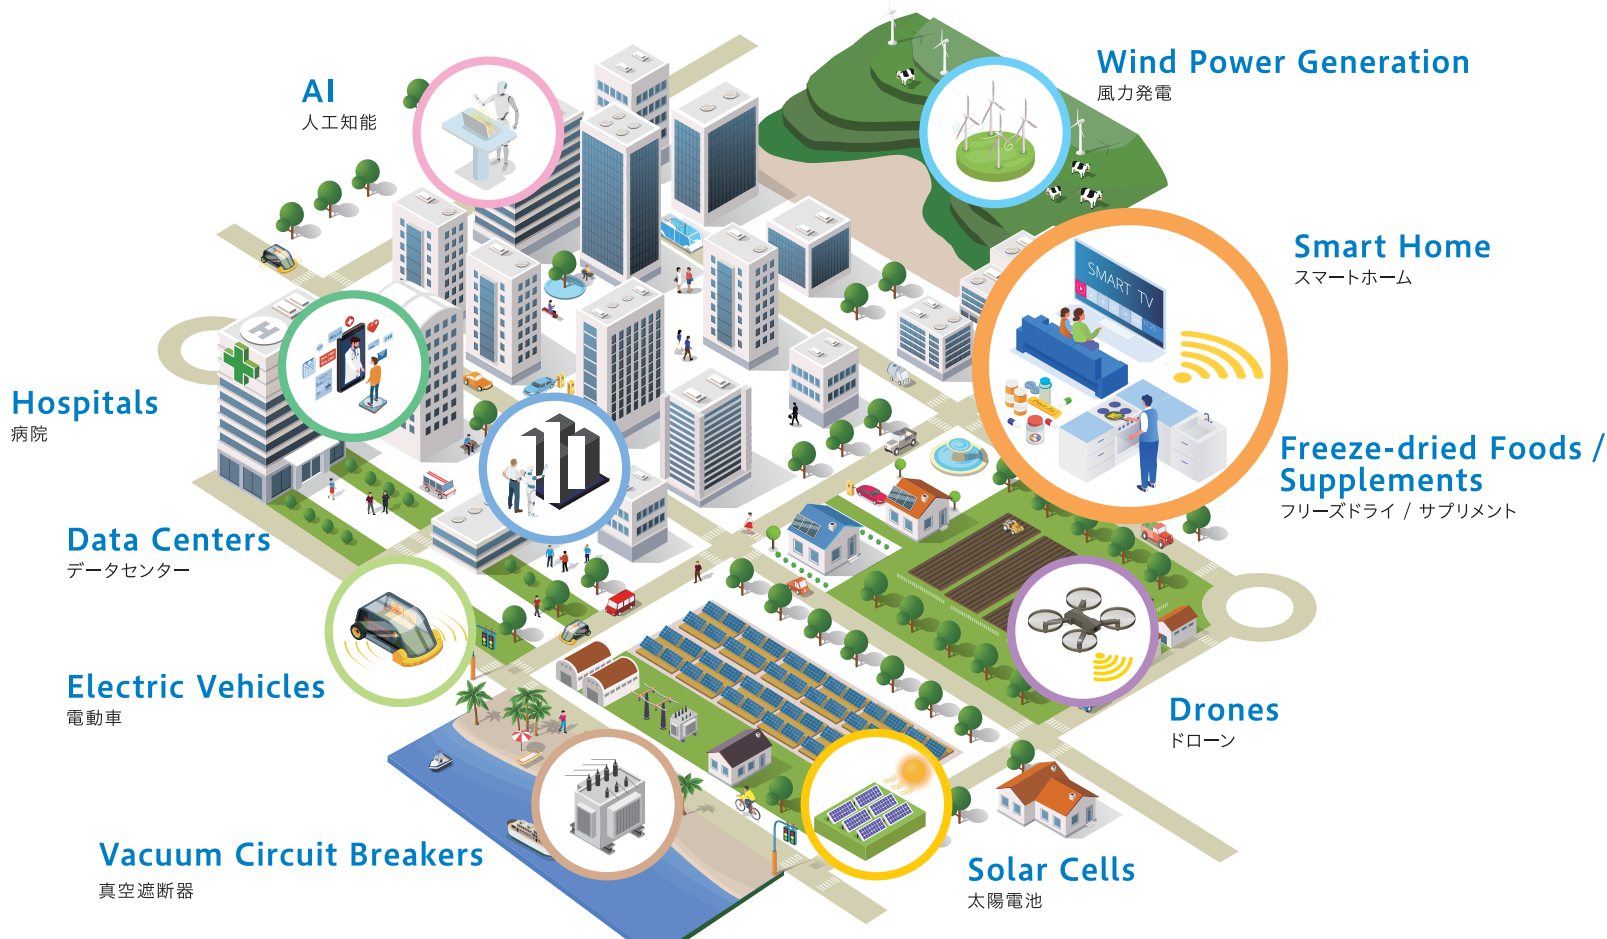 AI
人工知能
Wind Power Generation
風力発電
Smart Home
スマートホーム
SMART TV
Hospitals
病院
H
Freeze-dried Foods /
Supplements
フリーズドライ / サプリメント
Data Centers
データセンター
Electric Vehicles
電動車
Drones
ドローン
Vacuum Circuit Breakers
真空遮断器
Solar Cells
太陽電池